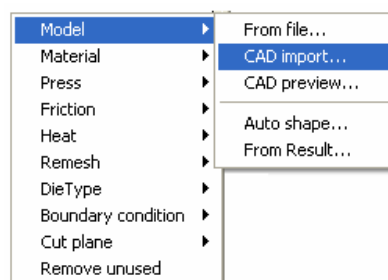 Model
Material
Press
Friction
Heat
Remesh
DieType
Boundary condition
Cut plane
Remove unused
From file...
CAD import...
CAD preview...
Auto shape...
From Result...